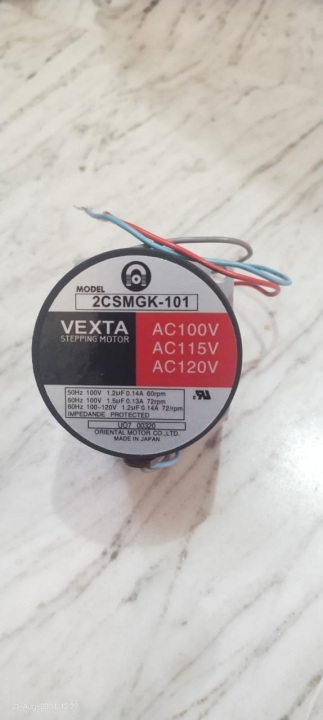 MODEL
2CSMGK-101
VEXTA
STEPPING MOTOR
AC100V
AC115V
AC120V
50Hz 100V 1.2µF 0.14A 60rpm
60Hz 100V 1.5µF 0.13A 72rpm
60Hz 100~120V 1.2µF 0.14A 72rpm
IMPEDANDE PROTECTED
ORIENTAL MOTOR CO.,LTD.
MADE IN JAPAN